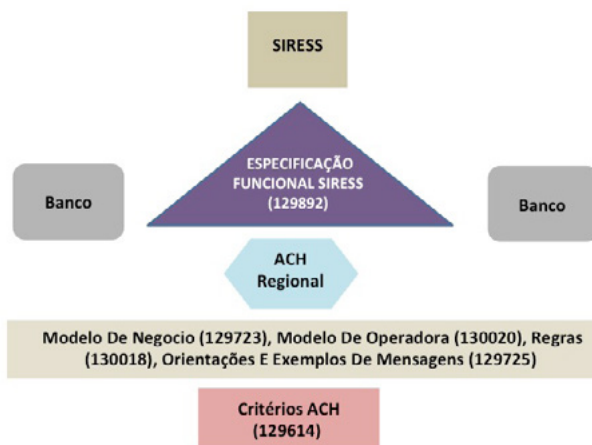 SIRESS
ESPECIFICAÇÃO
FUNCIONAL SIRESS
(129892)
Banco
Banco
ACH
Regional
Modelo De Negocio (129723), Modelo De Operadora (130020), Regras
(130018), Orientações E Exemplos De Mensagens (129725)
Critérios ACH
(129614)